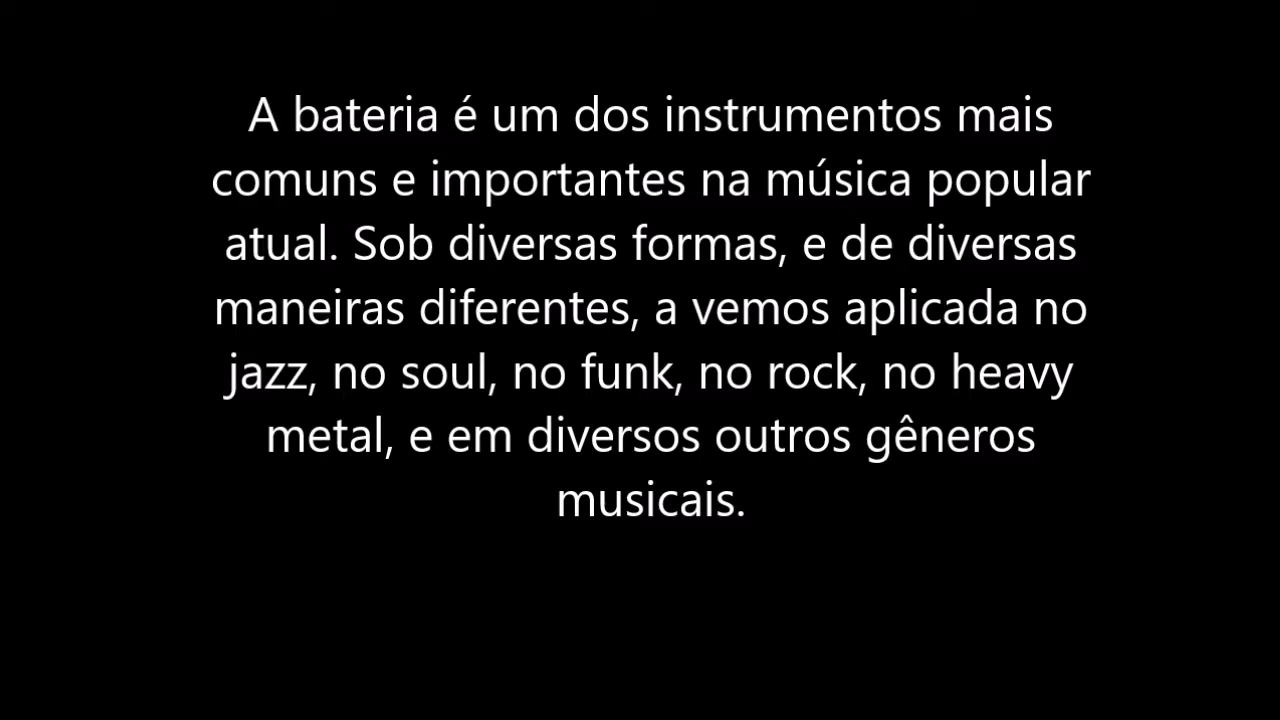 A bateria é um dos instrumentos mais
comuns e importantes na música popular
atual. Sob diversas formas, e de diversas
maneiras diferentes, a vemos aplicada no
jazz, no soul, no funk, no rock, no heavy
metal, e em diversos outros gêneros
musicais.